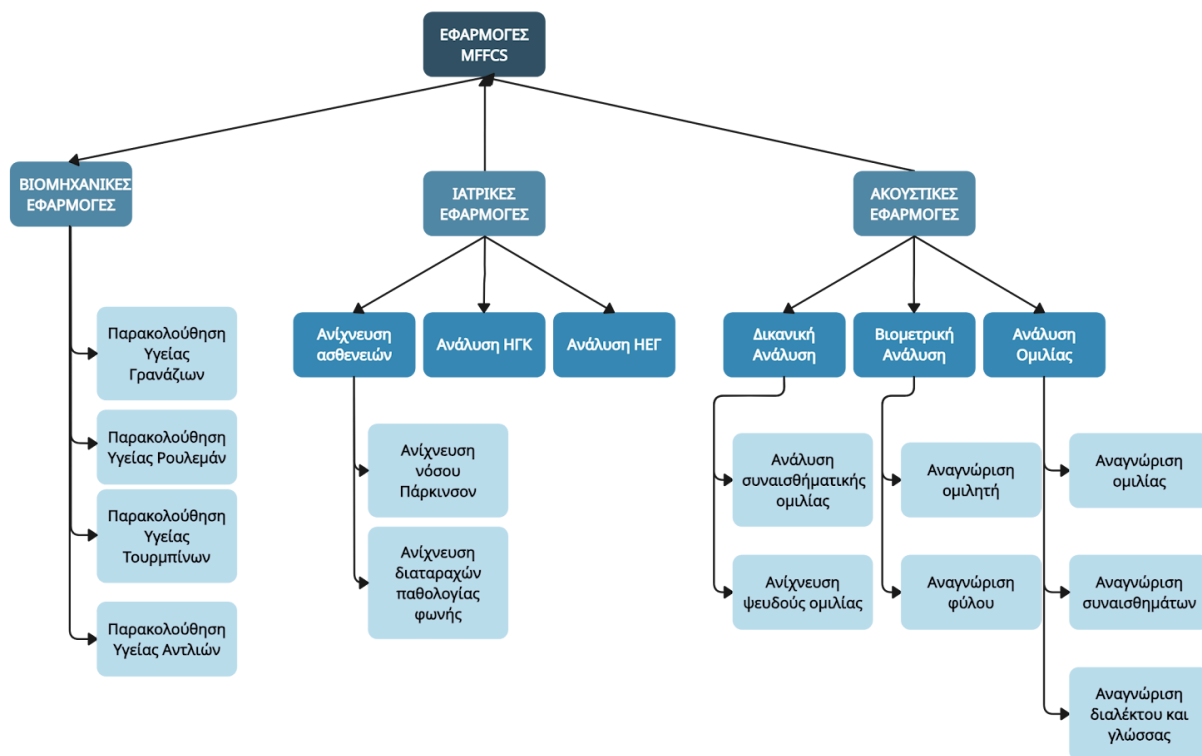 ΕΦΑΡΜΟΓΕΣ
MFFCS
ΒΙΟΜΗΧΑΝΙΚΕΣ
ΕΦΑΡΜΟΓΕΣ
ΙΑΤΡΙΚΕΣ
ΕΦΑΡΜΟΓΕΣ
ΑΚΟΥΣΤΙΚΕΣ
ΕΦΑΡΜΟΓΕΣ
Παρακολούθηση
Υγείας
Γρανάζιων
Παρακολούθηση
Υγείας Ρουλεμάν
Παρακολούθηση
Υγείας
Τουρμπίνων
Παρακολούθηση
Υγείας Αντλιών
Ανίχνευση
ασθενειών
Ανάλυση ΗΓΚ
Ανάλυση ΗΕΓ
Ανίχνευση
νόσου
Πάρκινσον
Ανίχνευση
διαταραχών
παθολογίας
φωνής
Δικανική
Ανάλυση
Βιομετρική
Ανάλυση
Ανάλυση
Ομιλίας
Ανάλυση
συναισθήματικής
ομιλίας
Ανίχνευση
ψευδούς ομιλίας
Αναγνώριση
ομιλητή
Αναγνώριση
φύλου
Αναγνώριση
ομιλίας
Αναγνώριση
συναισθημάτων
Αναγνώριση
διαλέκτου και
γλώσσας